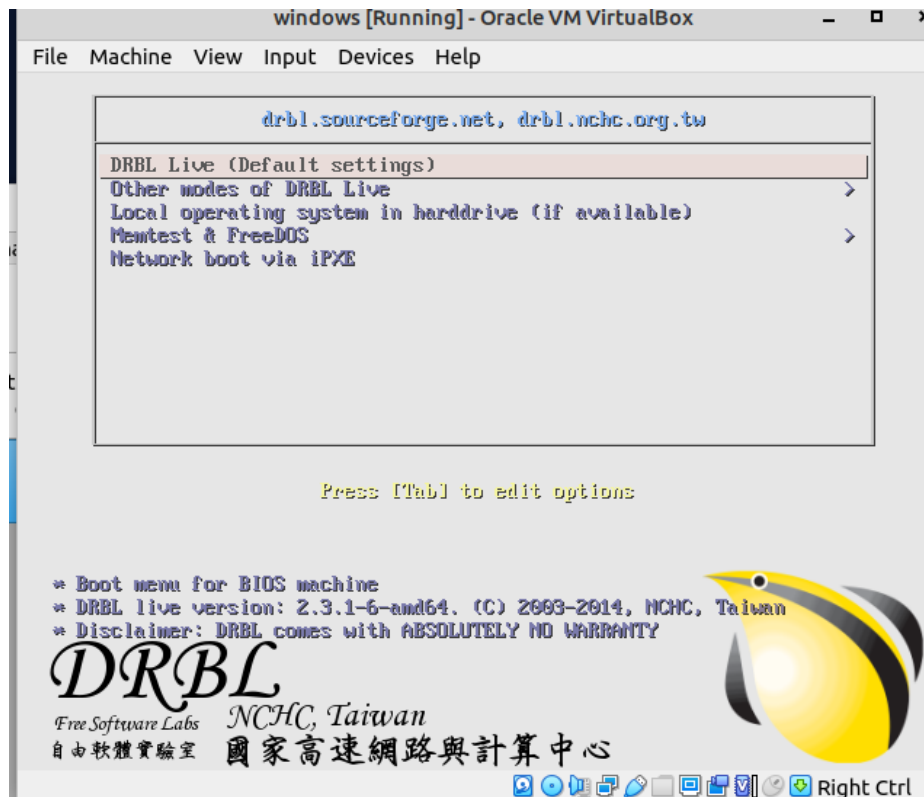 windows [Running] - Oracle VM VirtualBox
File Machine View Input Devices Help
drbl.sourceforge.net, drbl.nchc.org.tw
DRBL Live (Default settings)
Other modes of DRBL Live >
Local operating system in harddrive (if available)
Memtest & FreeDOS >
Network boot via iPXE
Press [Tab] to edit options
* Boot menu for BIOS machine
* DRBL live version: 2.3.1-6-amd64. (C) 2003-2014, NCHC, Taiwan
* Disclaimer: DRBL comes with ABSOLUTELY NO WARRANTY
DRBL
Free Software Labs NCHC, Taiwan
自由軟體實驗室 國家高速網路與計算中心
Right Ctrl